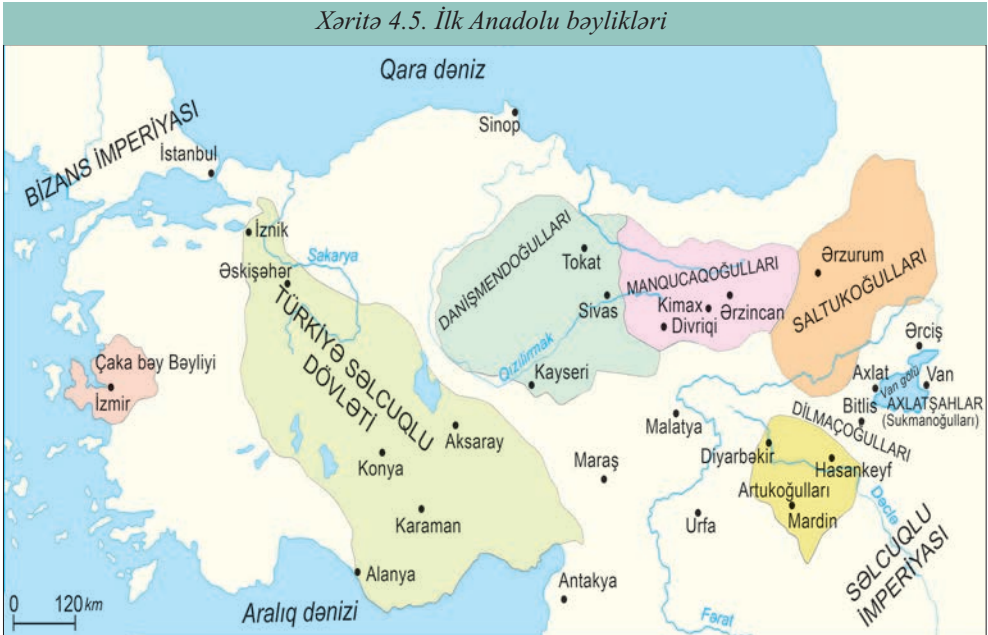 Xəritə 4.5. İlk Anadolu bəylikləri
Qara dəniz
Sinop
BİZANS İMPERİYASI
İstanbul
İznik
Sakarya
Əskişəhər
TÜRKİYƏ SƏLCUQLU
DÖVLƏTİ
DANİŞMENDOĞULLARI
Tokat
Sivas
MANQUCAQOĞULLARI
Kimax
Ərzincan
Divriqi
Ərzurum
SALTUKOĞULLARI
Çaka bəy Bəyliyi
İzmir
Qızılırmak
Kayseri
Ərciş
Axlat
Van gölü
Van
Bitlis
AXLATŞAHLAR
(Sukmanoğulları)
DİLMAÇOĞULLARI
Malatya
Aksaray
Konya
Maraş
Diyarbəkir
Hasankeyf
Artukoğulları
Mardin
Dəclə
Karaman
Urfa
SƏLCUQLU
İMPERİYASI
Alanya
Antakya
Fərat
Aralıq dənizi
0 120 km